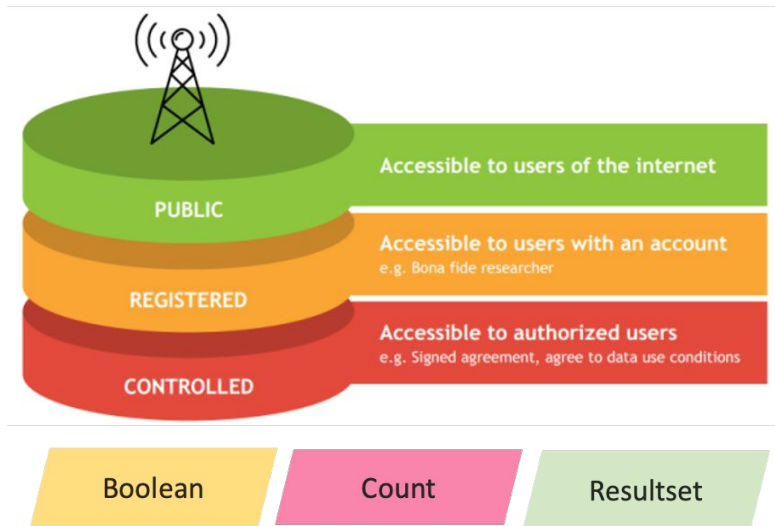 Accessible to users of the internet
PUBLIC
Accessible to users with an account
e.g. Bona fide researcher
REGISTERED
Accessible to authorized users
e.g. Signed agreement, agree to data use conditions
CONTROLLED
Boolean
Count
Resultset